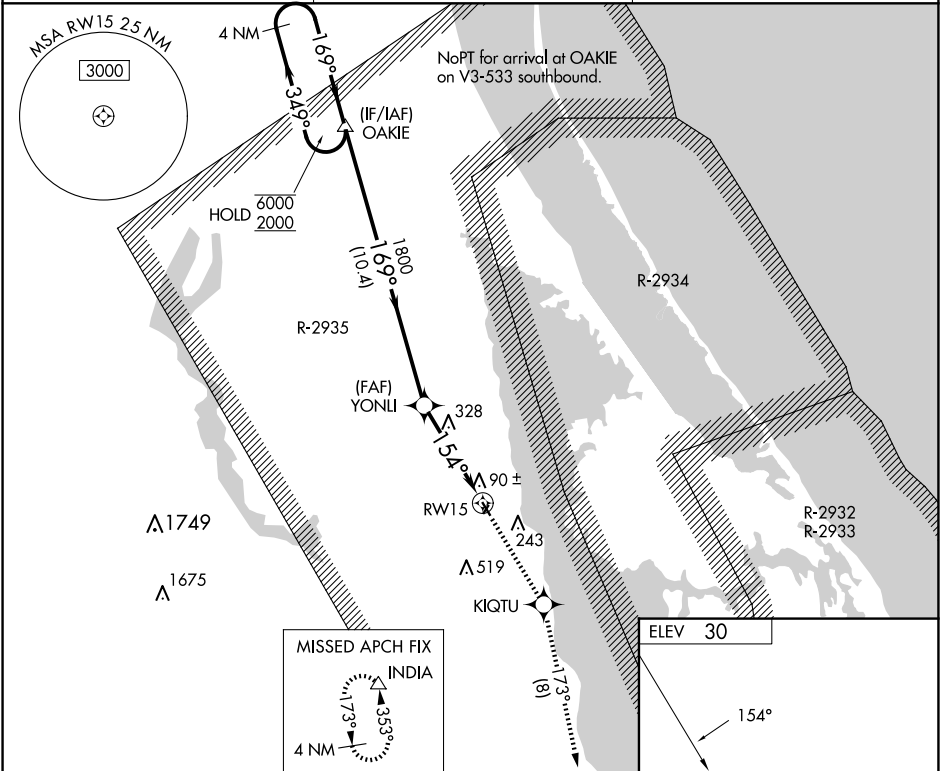 MSA RW15 25 NM
3000
4 NM
169°
349°
NoPT for arrival at OAKIE
on V3-533 southbound.
(IF/IAF)
OAKIE
HOLD
6000
2000
1800
169°
(10.4)
R-2934
R-2935
(FAF)
YONLI
328
154°
90 ±
RW15
1749
243
R-2932
R-2933
519
1675
KIQTU
ELEV 30
MISSED APCH FIX
INDIA
173°
353°
4 NM
173°
(8)
154°